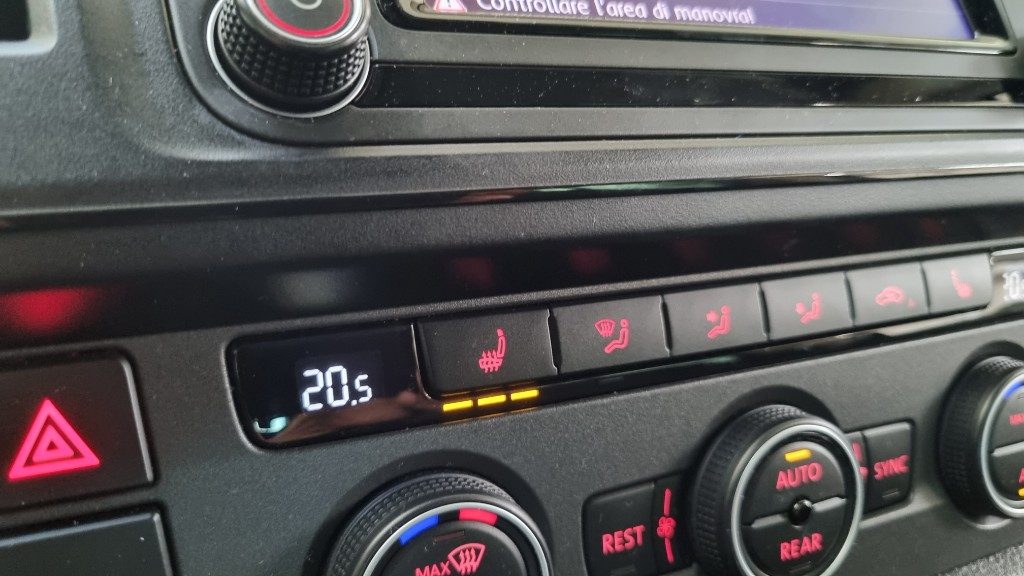 Controllare l'area di manovra!
20.5
AUTO
SYNC
REST
REAR
MAX